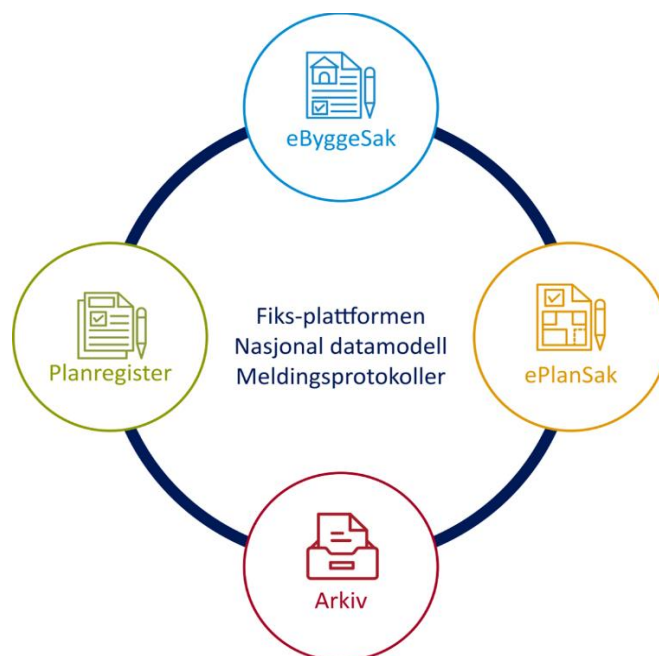 eByggeSak
Planregister
Fiks-plattformen
Nasjonal datamodell
Meldingsprotokoller
ePlanSak
Arkiv